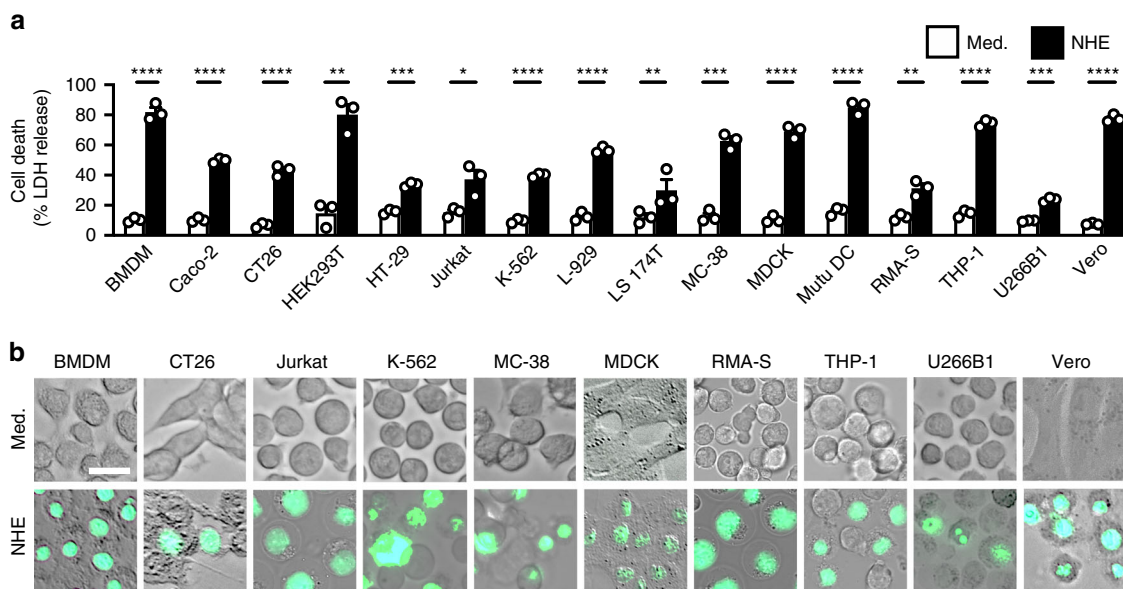 a
Med. NHE
**** **** **** ** *** * **** **** ** *** **** **** ** **** *** ****
Cell death
(% LDH release)
100
80
60
40
20
0
BMDM Caco-2 CT26 HEK293T HT-29 Jurkat K-562 L-929 LS 174T MC-38 MDCK Mutu DC RMA-S THP-1 U266B1 Vero
b
BMDM CT26 Jurkat K-562 MC-38 MDCK RMA-S THP-1 U266B1 Vero
Med.
NHE